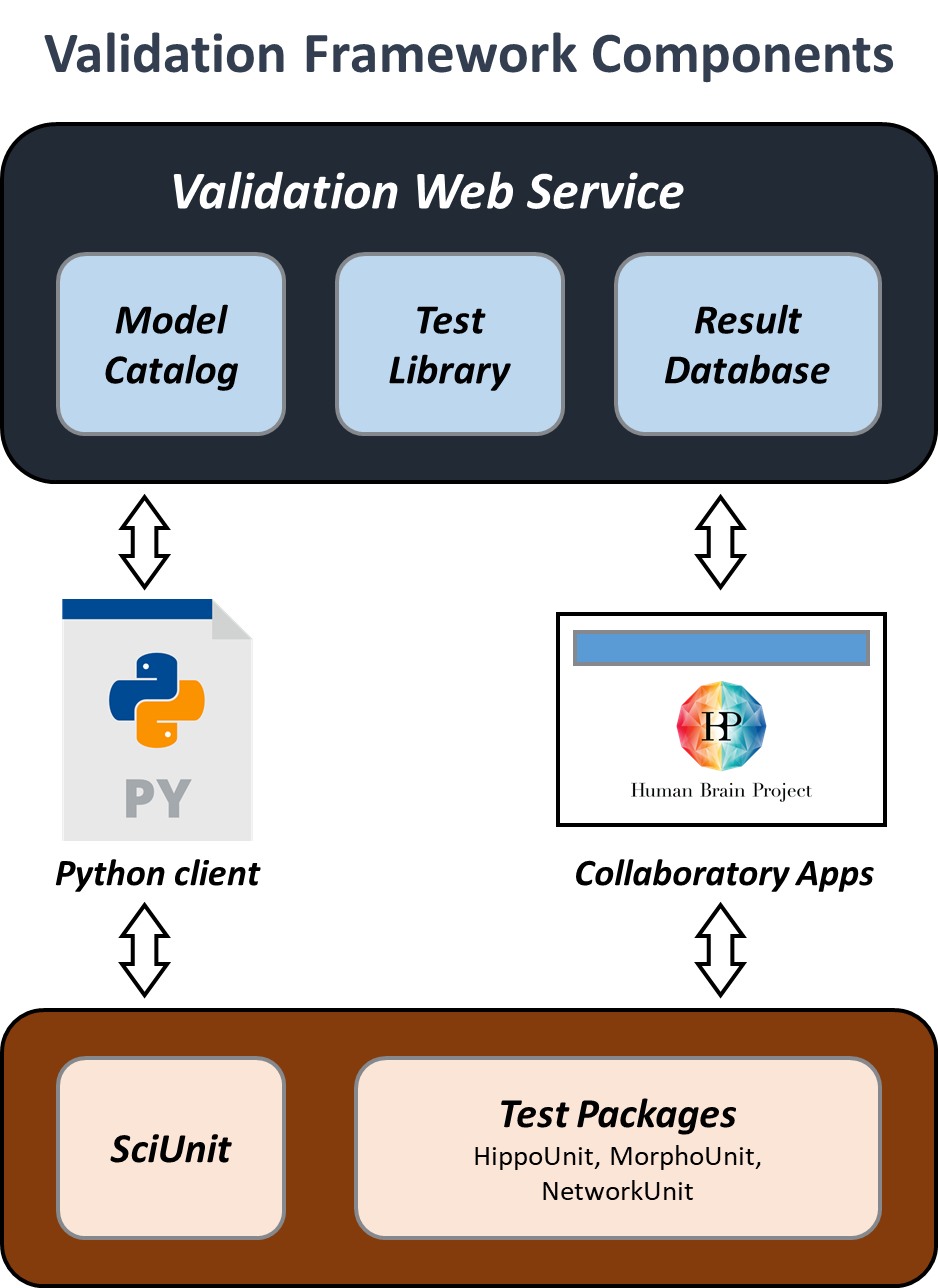 Validation Framework Components
Validation Web Service
Model
Catalog
Test
Library
Result
Database
PY
HP
Human Brain Project
Python client
Collaboratory Apps
SciUnit
Test Packages
HippoUnit, MorphoUnit,
NetworkUnit